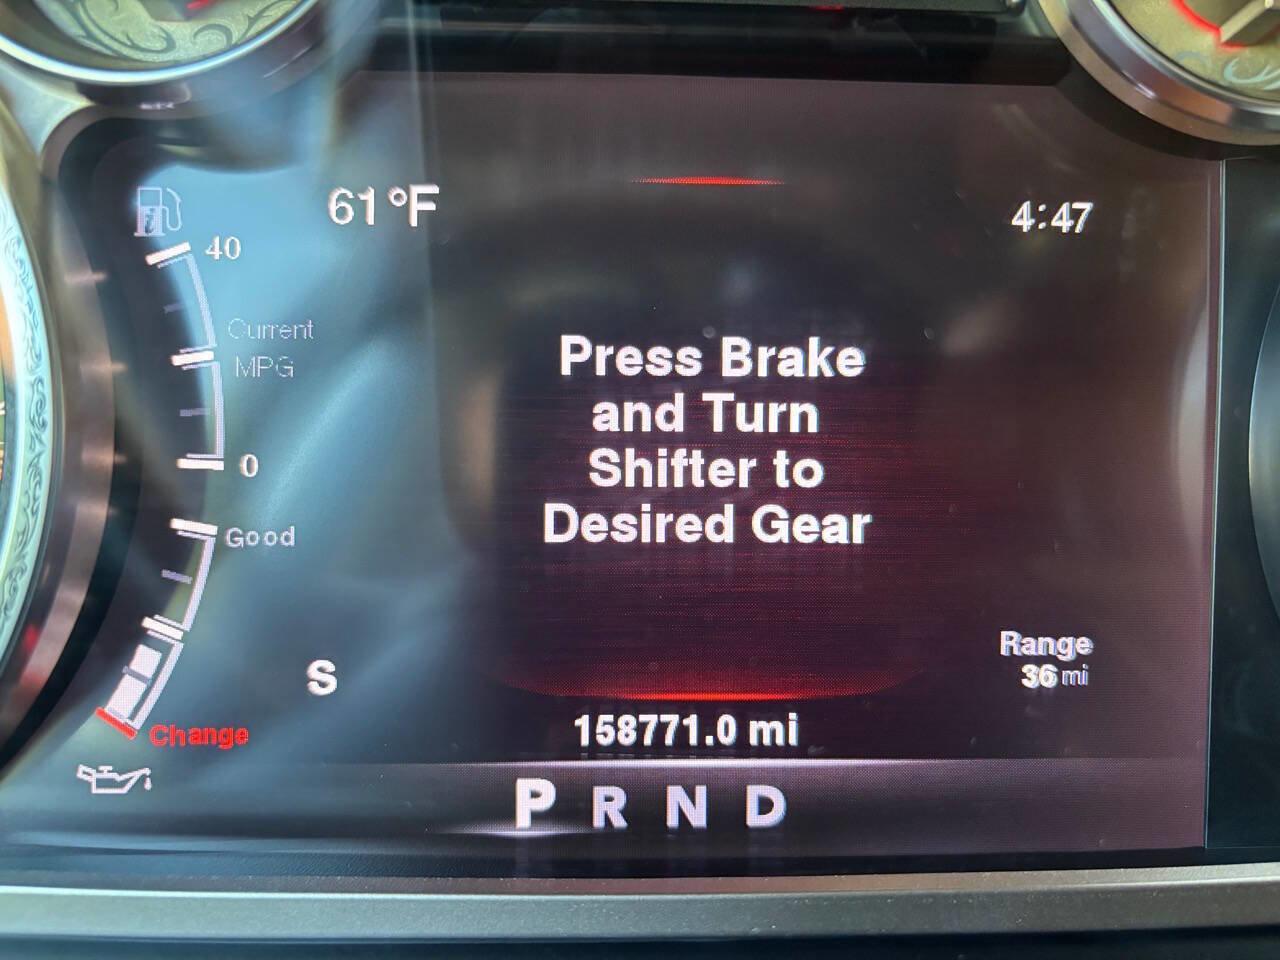 61°F
4:47
40
Current
MPG
0
Good
Change
Press Brake
and Turn
Shifter to
Desired Gear
S
Range
36 mi
158771.0 mi
P R N D